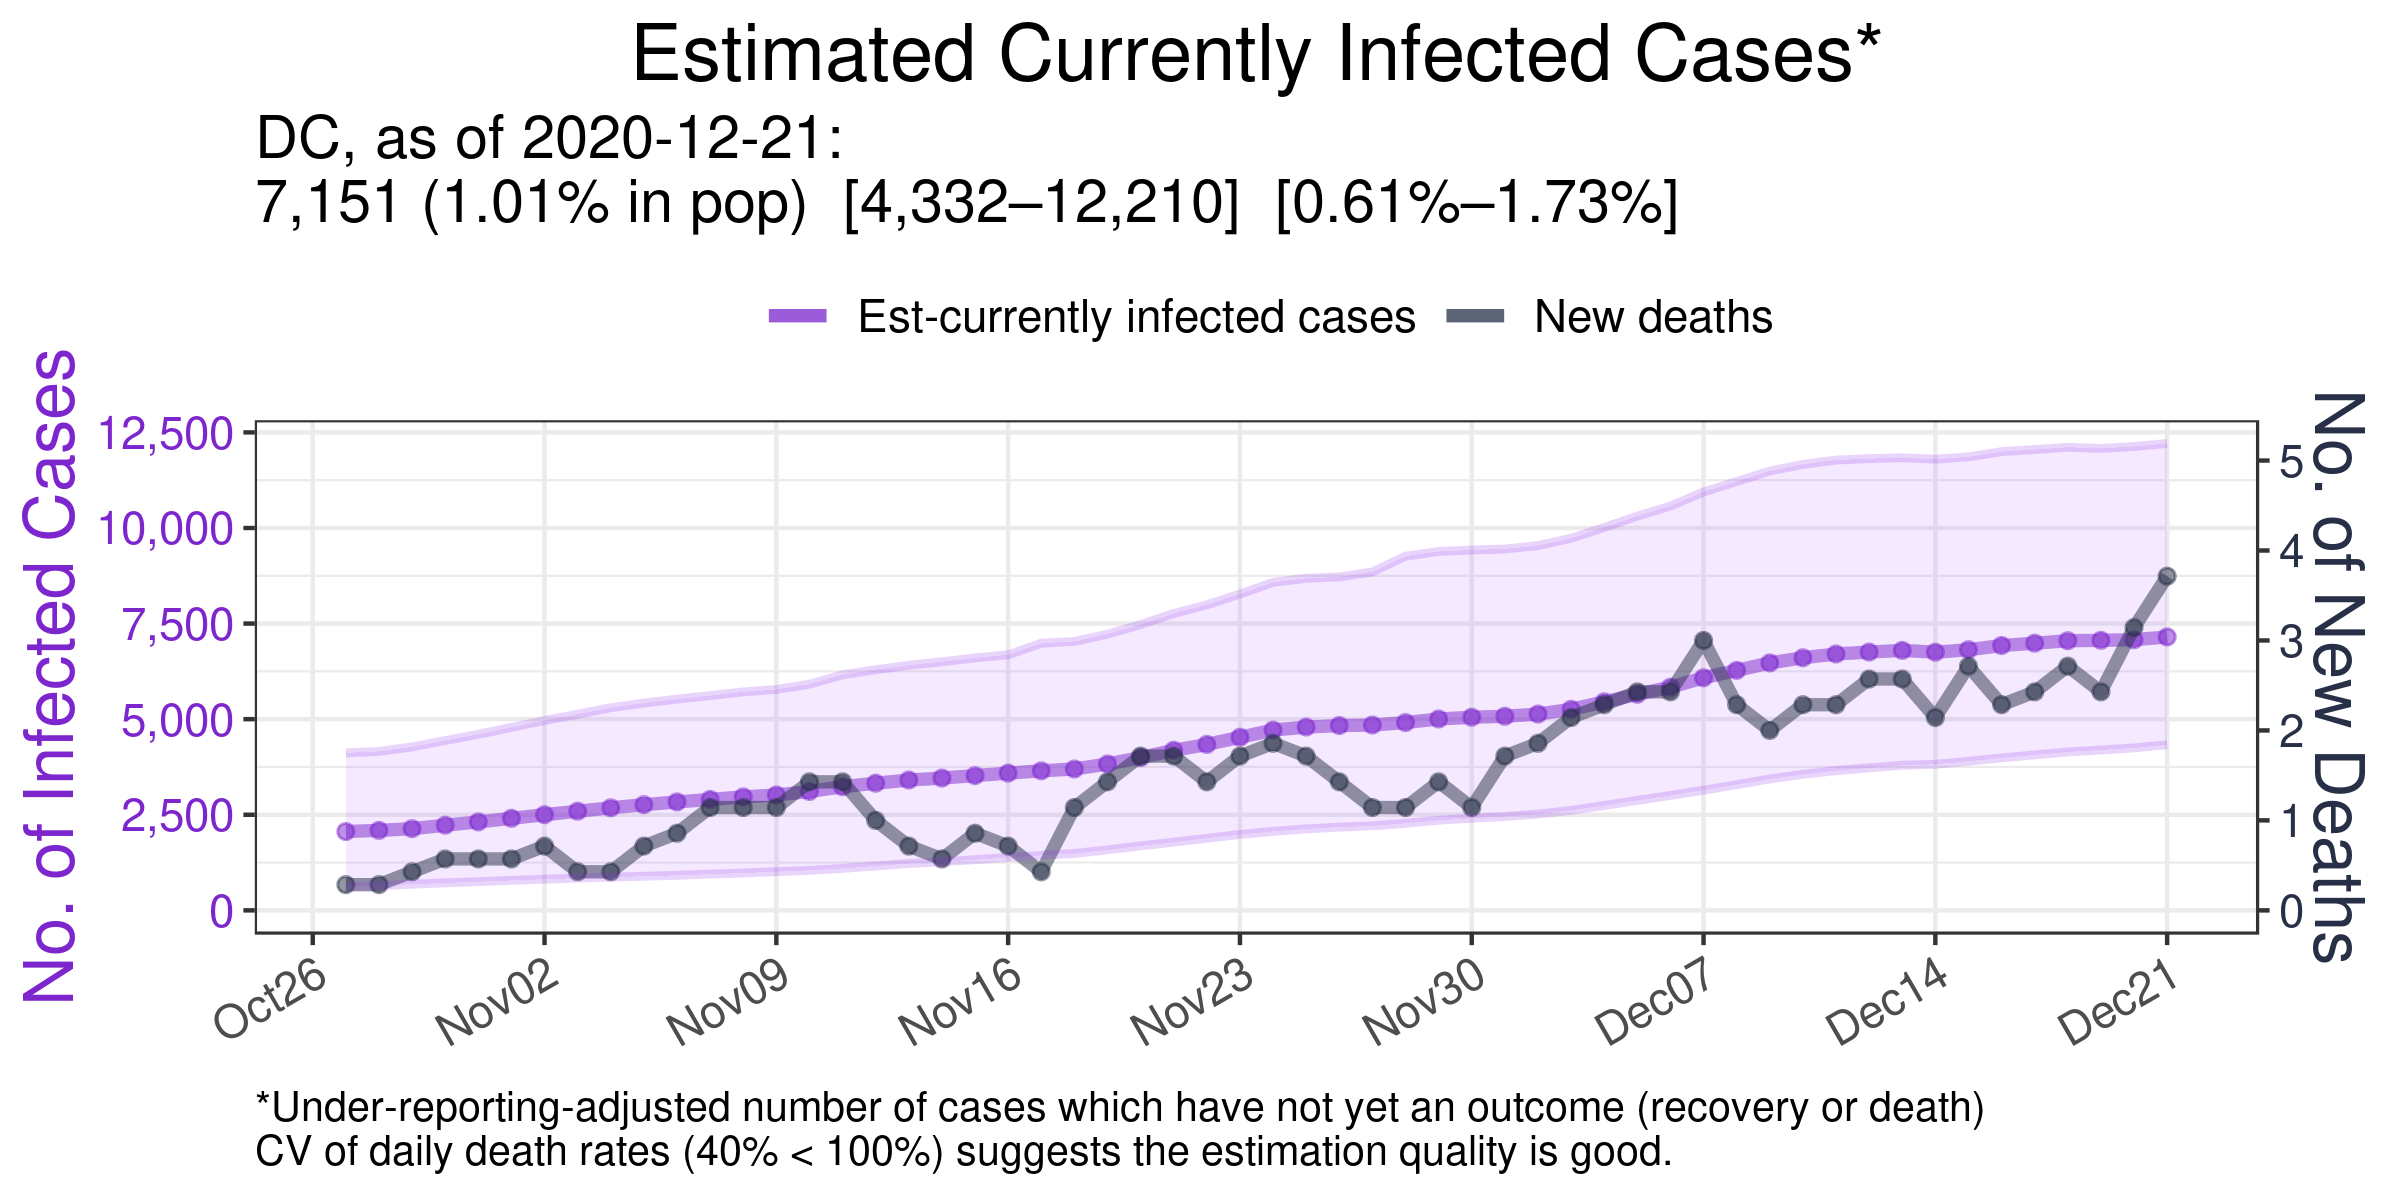 Estimated Currently Infected Cases*
DC, as of 2020-12-21:
7,151 (1.01% in pop)  [4,332–12,210]  [0.61%–1.73%]
Est-currently infected cases
New deaths
No. of Infected Cases
12,500
10,000
7,500
5,000
2,500
0
5
4
3
2
1
0
No. of New Deaths
Oct26
Nov02
Nov09
Nov16
Nov23
Nov30
Dec07
Dec14
Dec21
*Under-reporting-adjusted number of cases which have not yet an outcome (recovery or death)
CV of daily death rates (40% < 100%) suggests the estimation quality is good.